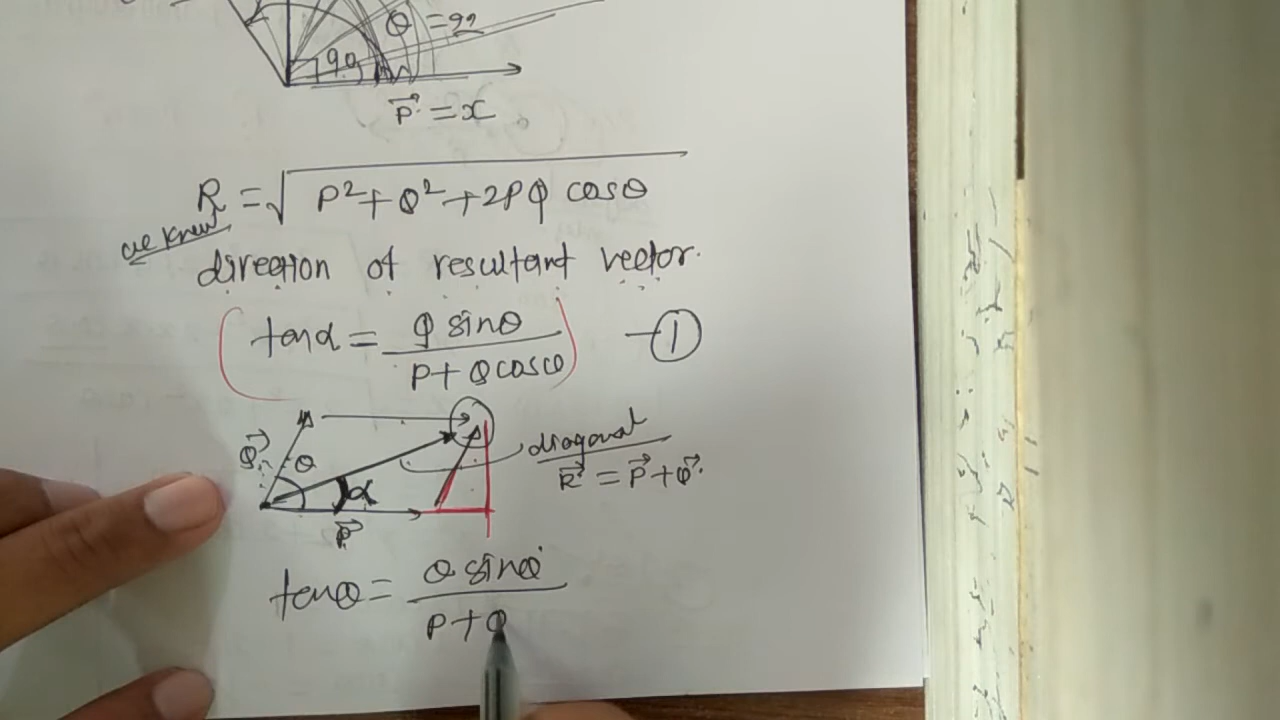 θ = 22
90
P⃗ = x
R = √P² + Q² + 2PQ cosθ
we know
direction of resultant vector.
tanα = Q sinθ / P + Q cosθ —①
Q⃗ θ α P⃗
diagonal
R⃗ = P⃗ + Q⃗.
tanθ = Q sinθ / P + Q